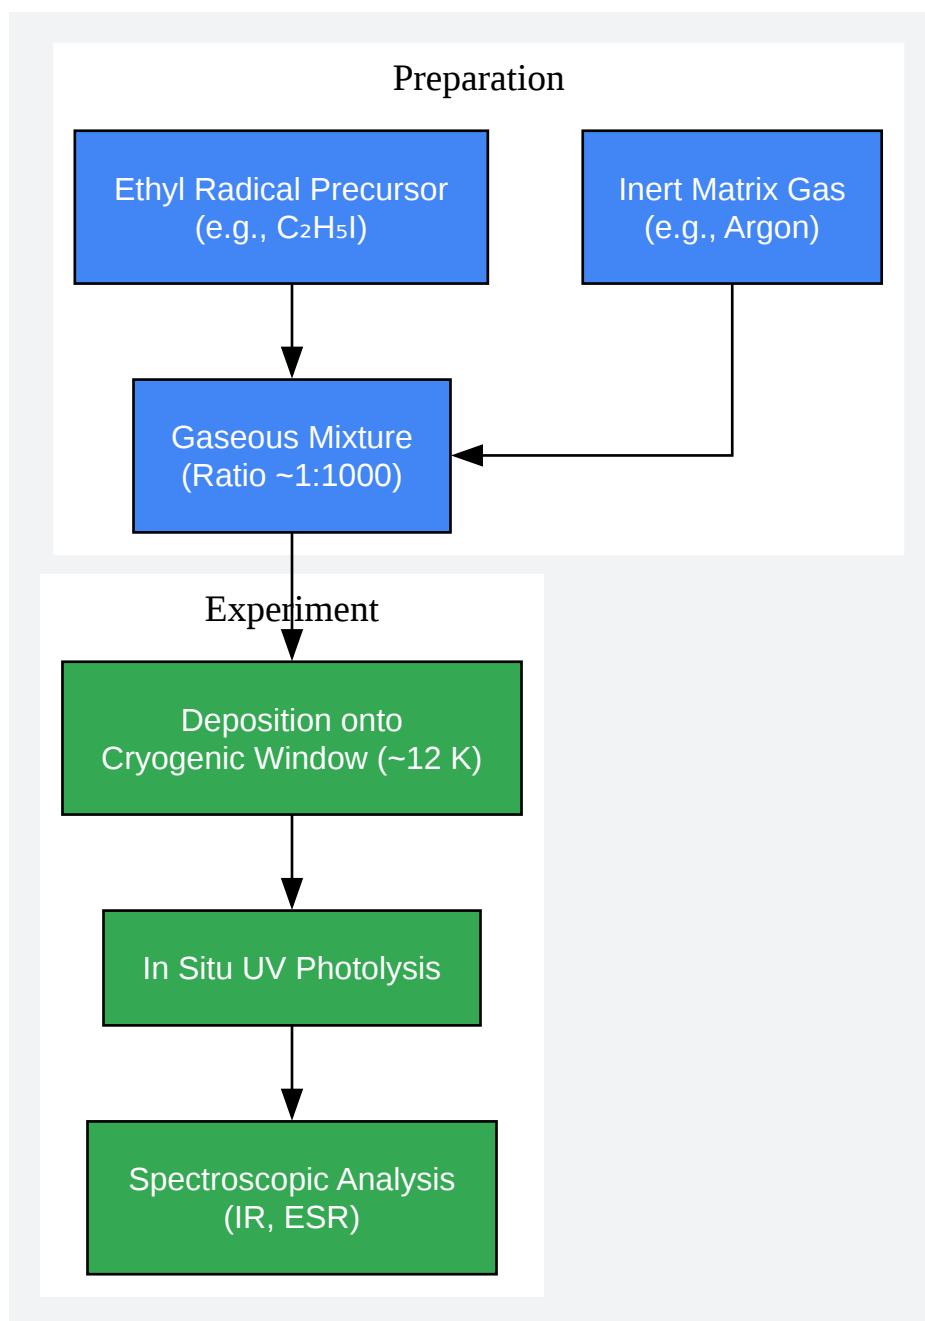 Preparation
Ethyl Radical Precursor
(e.g., C₂H₅I)
Inert Matrix Gas
(e.g., Argon)
Gaseous Mixture
(Ratio ~1:1000)
Experiment
Deposition onto
Cryogenic Window (~12 K)
In Situ UV Photolysis
Spectroscopic Analysis
(IR, ESR)